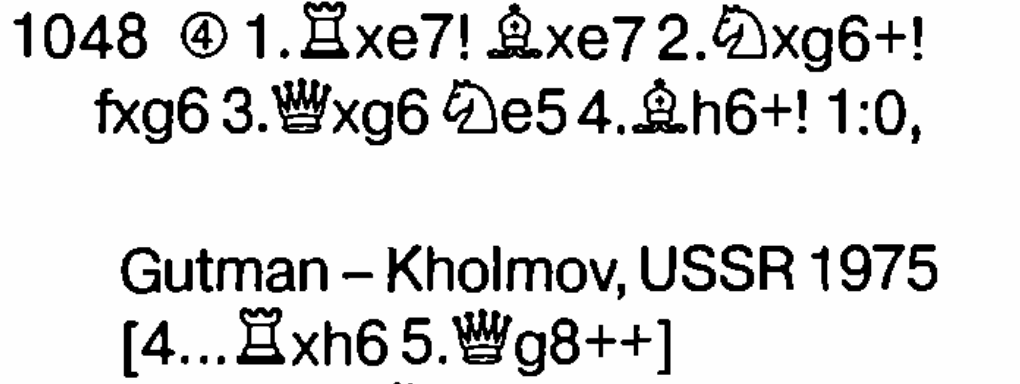 1048 ④ 1.♖xe7! ♗xe7 2.♘xg6+!
fxg6 3.♕xg6 ♘e5 4.♗h6+! 1:0,
Gutman – Kholmov, USSR 1975
[4...♖xh6 5.♕g8++]